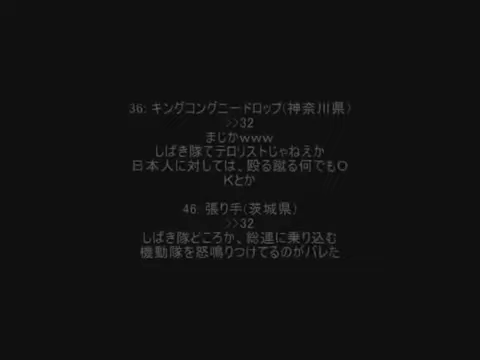 36: キングコングニードロップ(神奈川県)
>>32
まじかwww
しばき隊てテロリストじゃねえか
日本人に対しては、殴る蹴る何でもO
Kとか
46: 張り手(茨城県)
>>32
しばき隊どころか、総連に乗り込む
機動隊を怒鳴りつけてるのがバレた